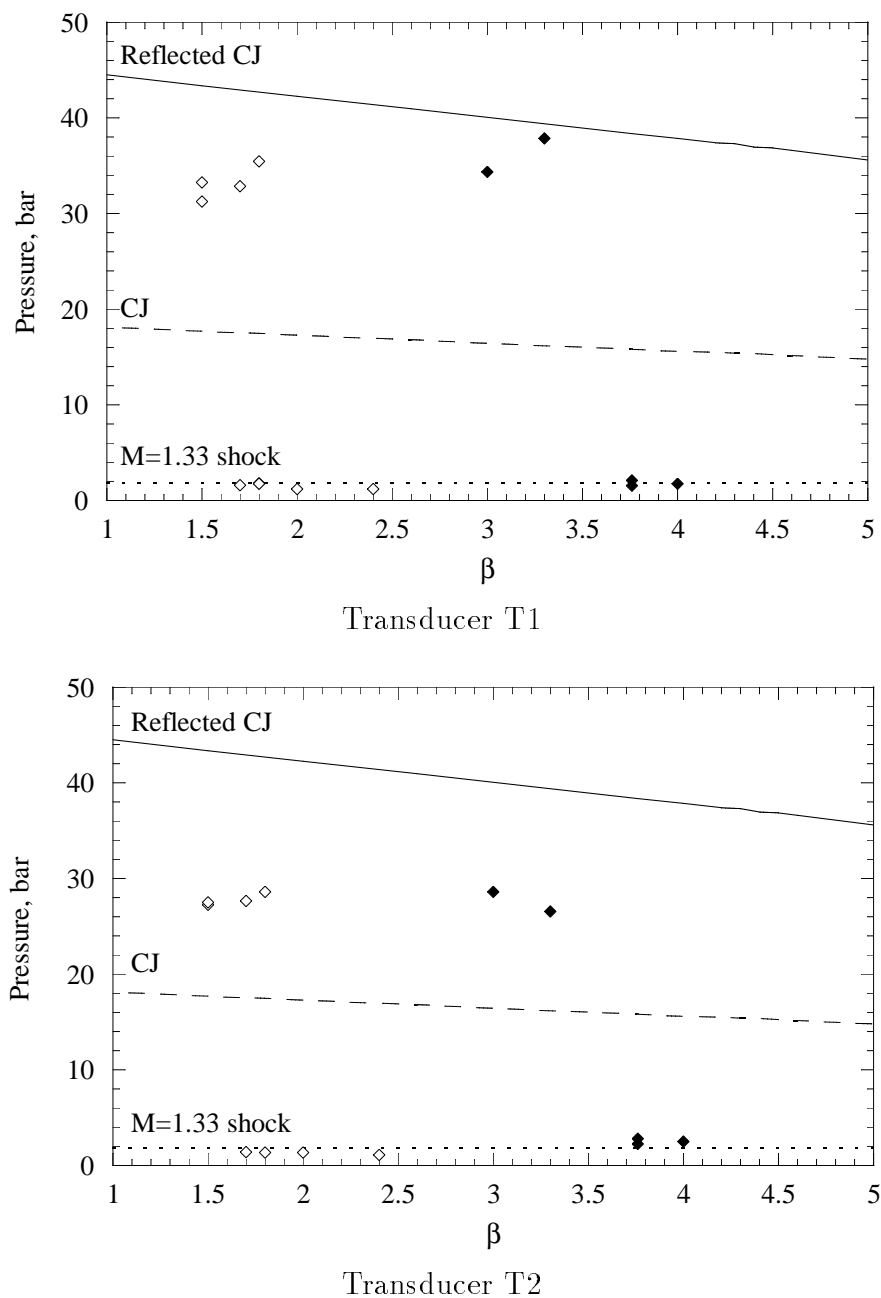 50
Reflected CJ
40
30
Pressure, bar
CJ
20
10
M=1.33 shock
0
1 1.5 2 2.5 3 3.5 4 4.5 5
β
Transducer T1
50
Reflected CJ
40
30
Pressure, bar
CJ
20
10
M=1.33 shock
0
1 1.5 2 2.5 3 3.5 4 4.5 5
β
Transducer T2